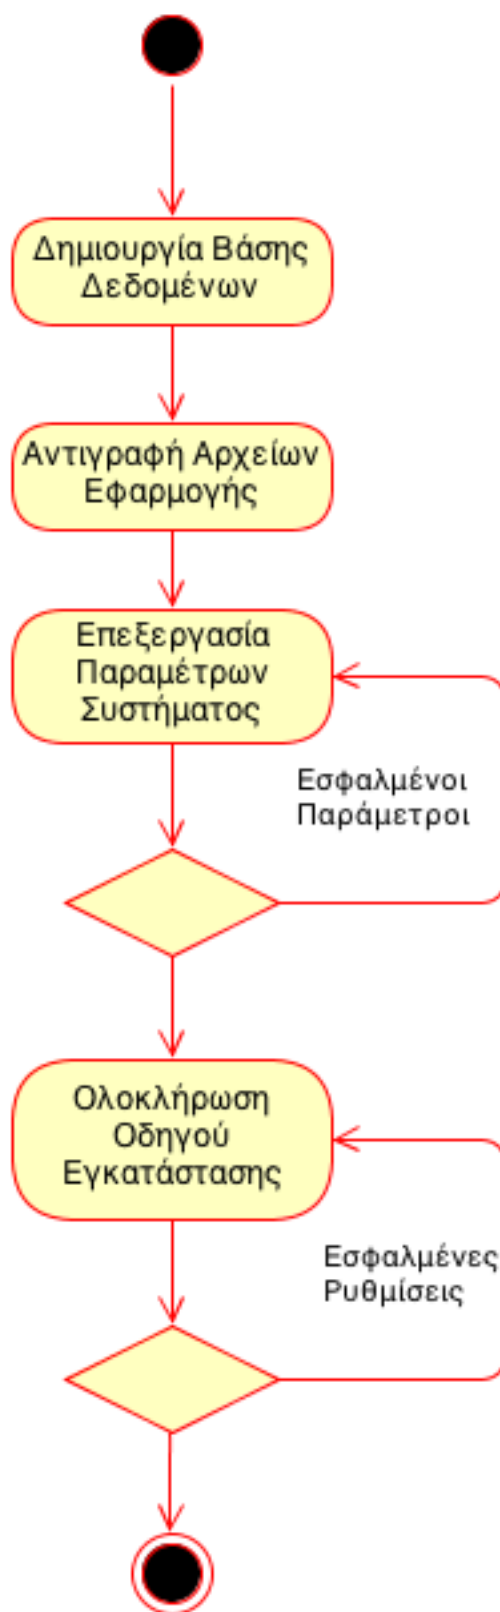 Δημιουργία Βάσης
Δεδομένων
Αντιγραφή Αρχείων
Εφαρμογής
Επεξεργασία
Παραμέτρων
Συστήματος
Εσφαλμένοι
Παράμετροι
Ολοκλήρωση
Οδηγού
Εγκατάστασης
Εσφαλμένες
Ρυθμίσεις